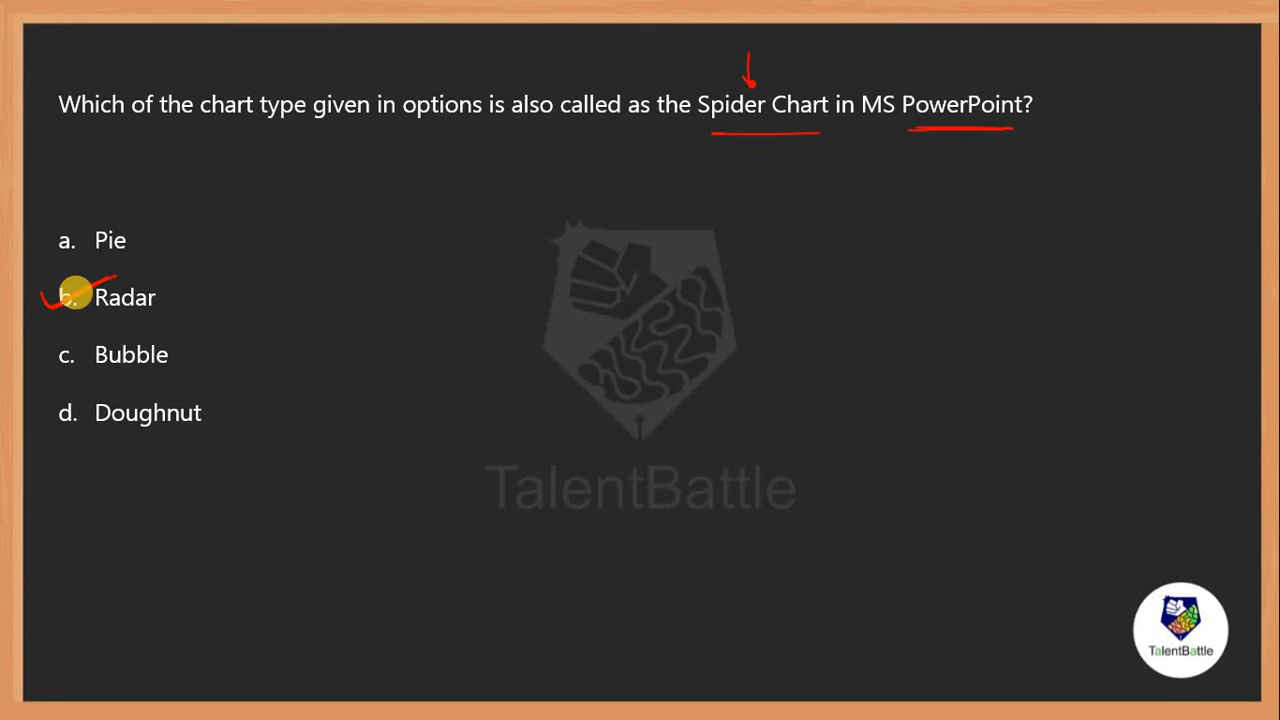 Which of the chart type given in options is also called as the Spider Chart in MS PowerPoint?
a. Pie
b. Radar
c. Bubble
d. Doughnut
TalentBattle
TalentBattle